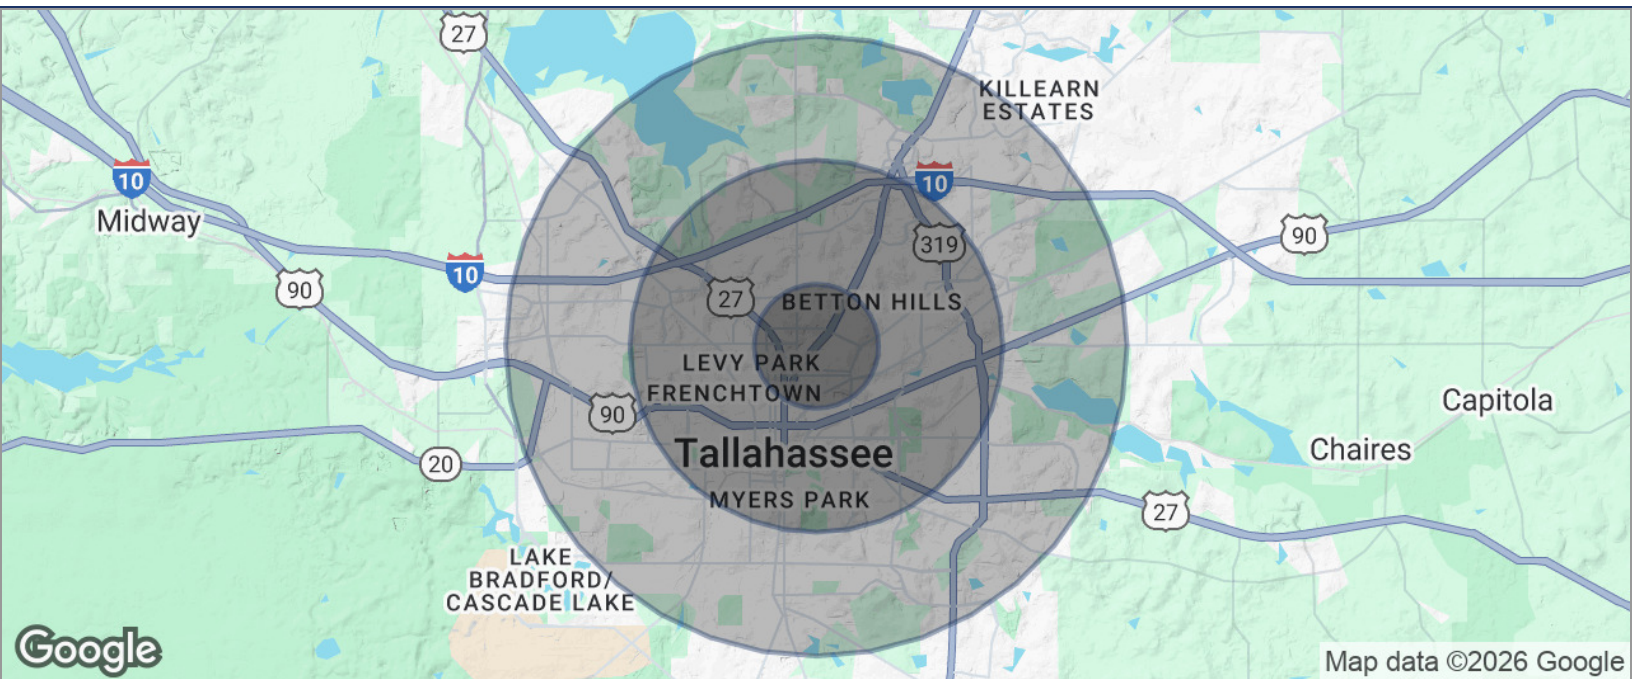 27
KILLEARN
ESTATES
10
10
Midway
319
90
10
90
27
BETTON HILLS
LEVY PARK
FRENCHTOWN
90
Capitola
Tallahassee
Chaires
20
MYERS PARK
27
LAKE
BRADFORD/
CASCADE LAKE
Google
Map data ©2026 Google